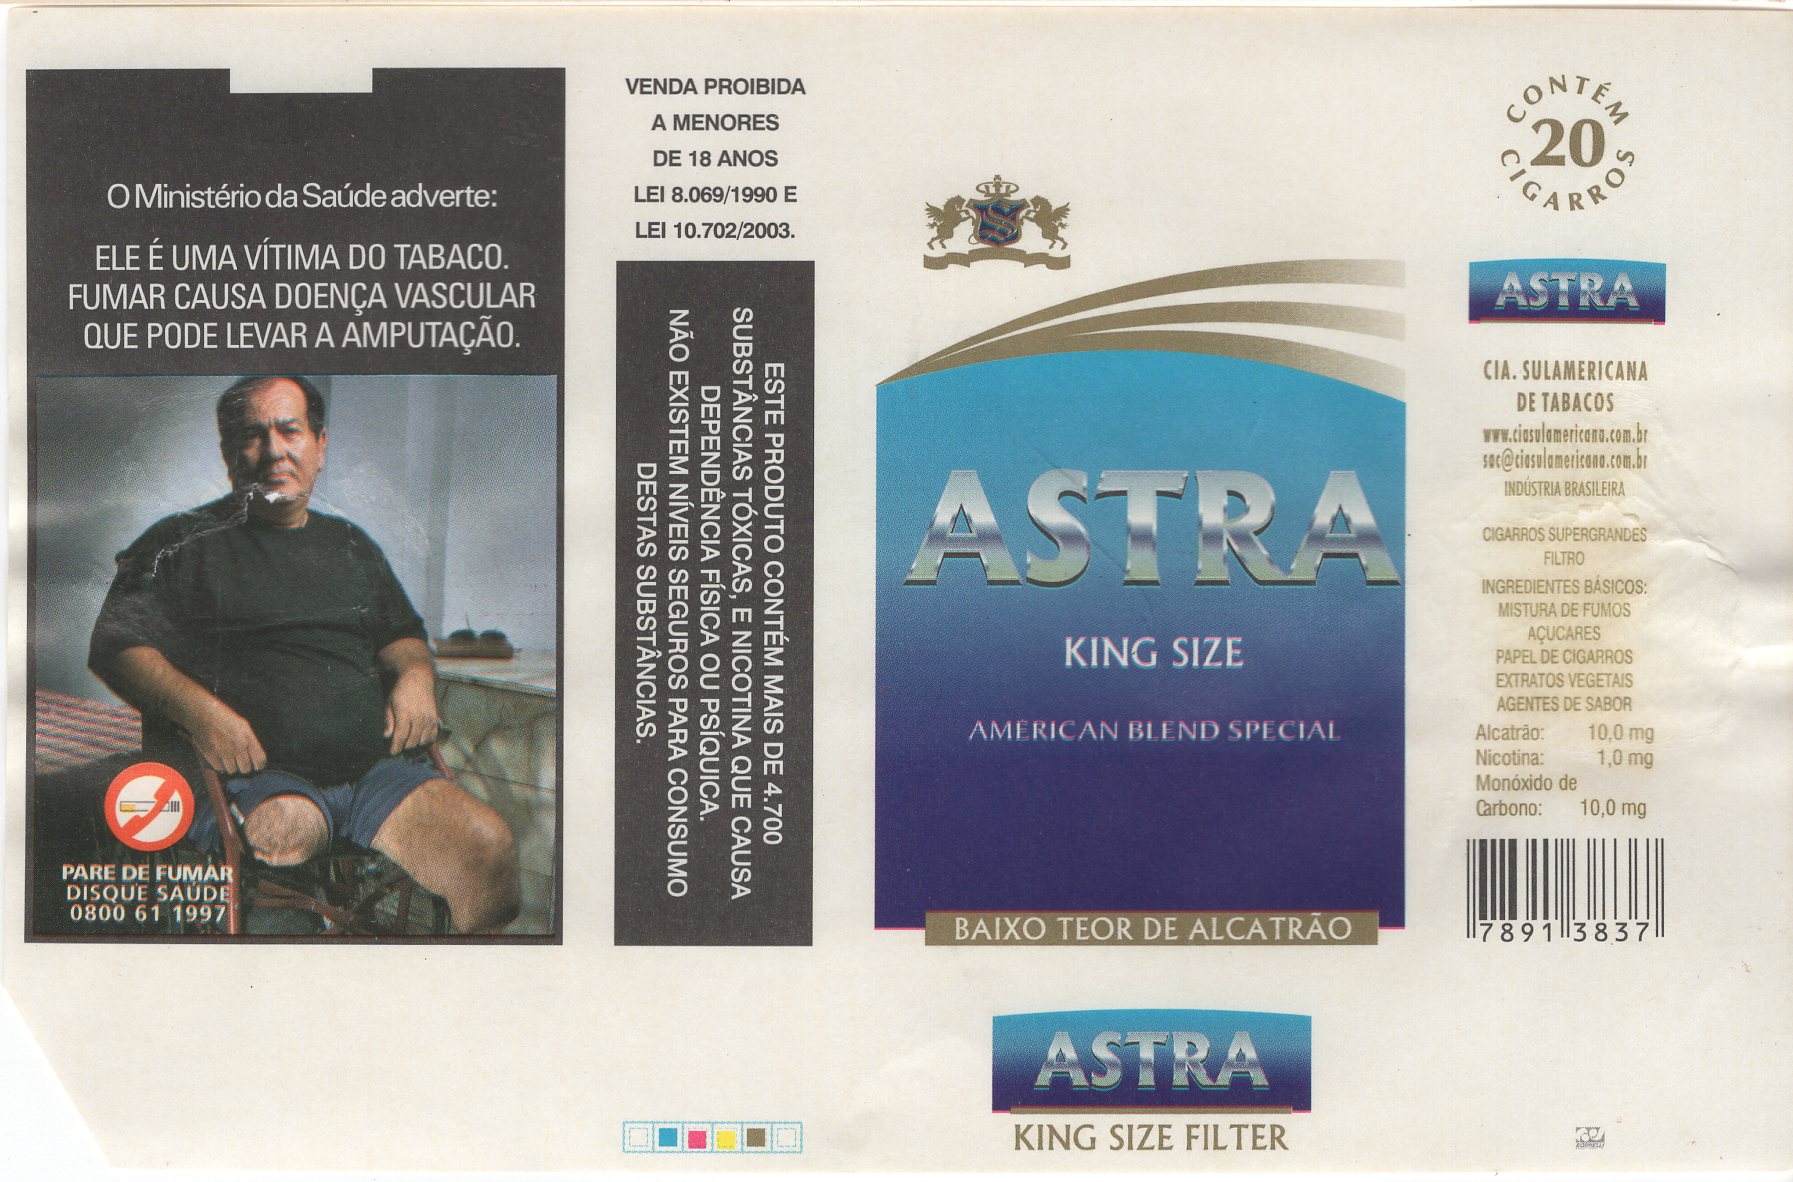 O Ministério da Saúde adverte:
ELE É UMA VÍTIMA DO TABACO.
FUMAR CAUSA DOENÇA VASCULAR
QUE PODE LEVAR A AMPUTAÇÃO.
PARE DE FUMAR
DISQUE SAÚDE
0800 61 1997
VENDA PROIBIDA
A MENORES
DE 18 ANOS
LEI 8.069/1990 E
LEI 10.702/2003.
ESTE PRODUTO CONTÉM MAIS DE 4.700
SUBSTÂNCIAS TÓXICAS, E NICOTINA QUE CAUSA
DEPENDÊNCIA FÍSICA OU PSÍQUICA.
NÃO EXISTEM NÍVEIS SEGUROS PARA CONSUMO
DESTAS SUBSTÂNCIAS.
S
ASTRA
KING SIZE
AMERICAN BLEND SPECIAL
BAIXO TEOR DE ALCATRÃO
ASTRA
KING SIZE FILTER
CONTÉM
20
CIGARROS
ASTRA
CIA. SULAMERICANA
DE TABACOS
www.ciasulamericana.com.br
sac@ciasulamericana.com.br
INDÚSTRIA BRASILEIRA
CIGARROS SUPERGRANDES
FILTRO
INGREDIENTES BÁSICOS:
MISTURA DE FUMOS
AÇUCARES
PAPEL DE CIGARROS
EXTRATOS VEGETAIS
AGENTES DE SABOR
Alcatrão: 10,0 mg
Nicotina: 1,0 mg
Monóxido de
Carbono: 10,0 mg
7891 3837